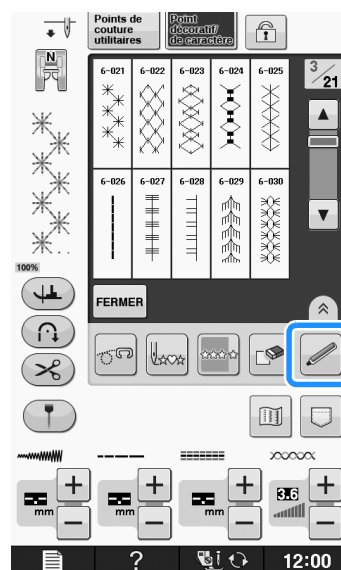 Points de
couture
utilitaires
Point
décoratif/
de caractère
N
3/21
6-021 6-022 6-023 6-024 6-025
6-026 6-027 6-028 6-029 6-030
100%
FERMER
3.6
mm mm mm
? 12:00